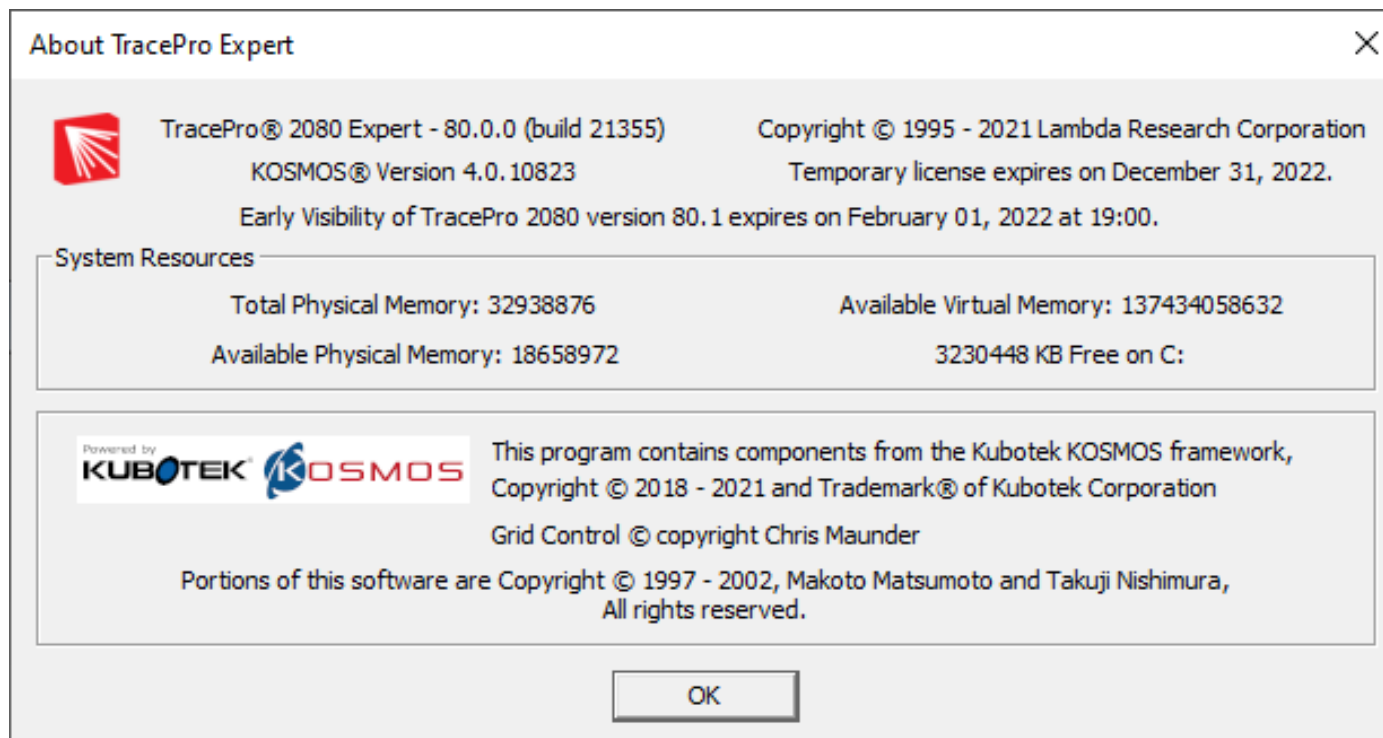 About TracePro Expert
TracePro® 2080 Expert - 80.0.0 (build 21355)
Copyright © 1995 - 2021 Lambda Research Corporation
KOSMOS® Version 4.0.10823
Temporary license expires on December 31, 2022.
Early Visibility of TracePro 2080 version 80.1 expires on February 01, 2022 at 19:00.
System Resources
Total Physical Memory: 32938876
Available Virtual Memory: 137434058632
Available Physical Memory: 18658972
3230448 KB Free on C:
Powered by
KUBOTEK® KOSMOS
This program contains components from the Kubotek KOSMOS framework,
Copyright © 2018 - 2021 and Trademark® of Kubotek Corporation
Grid Control © copyright Chris Maunder
Portions of this software are Copyright © 1997 - 2002, Makoto Matsumoto and Takuji Nishimura,
All rights reserved.
OK